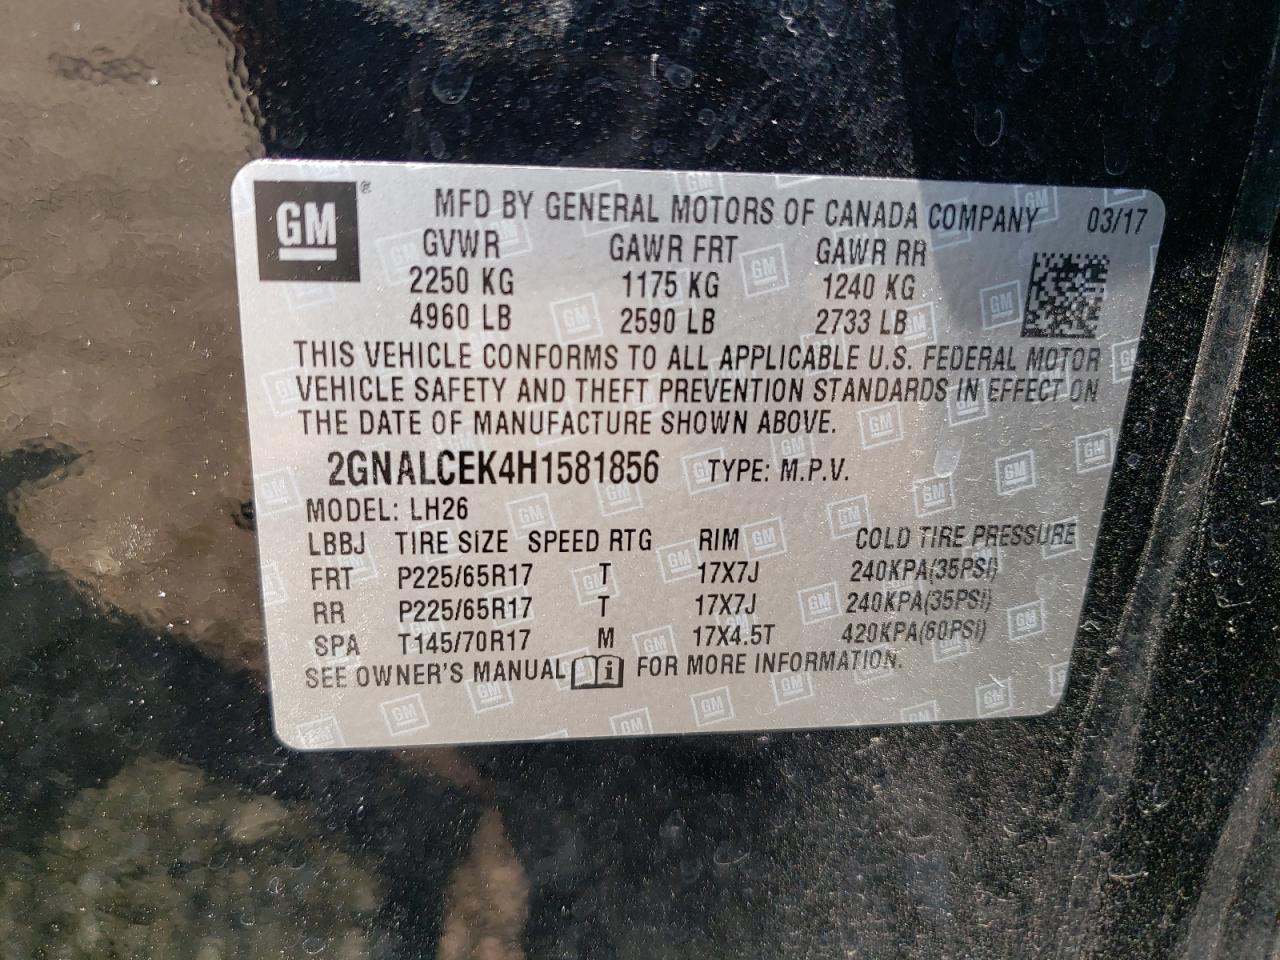 GM® MFD BY GENERAL MOTORS OF CANADA COMPANY 03/17
GVWR GAWR FRT GAWR RR
2250 KG 1175 KG 1240 KG
4960 LB 2590 LB 2733 LB
THIS VEHICLE CONFORMS TO ALL APPLICABLE U.S. FEDERAL MOTOR
VEHICLE SAFETY AND THEFT PREVENTION STANDARDS IN EFFECT ON
THE DATE OF MANUFACTURE SHOWN ABOVE.
2GNALCEK4H1581856 TYPE: M.P.V.
MODEL: LH26
LBBJ TIRE SIZE SPEED RTG RIM COLD TIRE PRESSURE
FRT P225/65R17 T 17X7J 240KPA(35PSI)
RR P225/65R17 T 17X7J 240KPA(35PSI)
SPA T145/70R17 M 17X4.5T 420KPA(60PSI)
SEE OWNER'S MANUAL i FOR MORE INFORMATION.